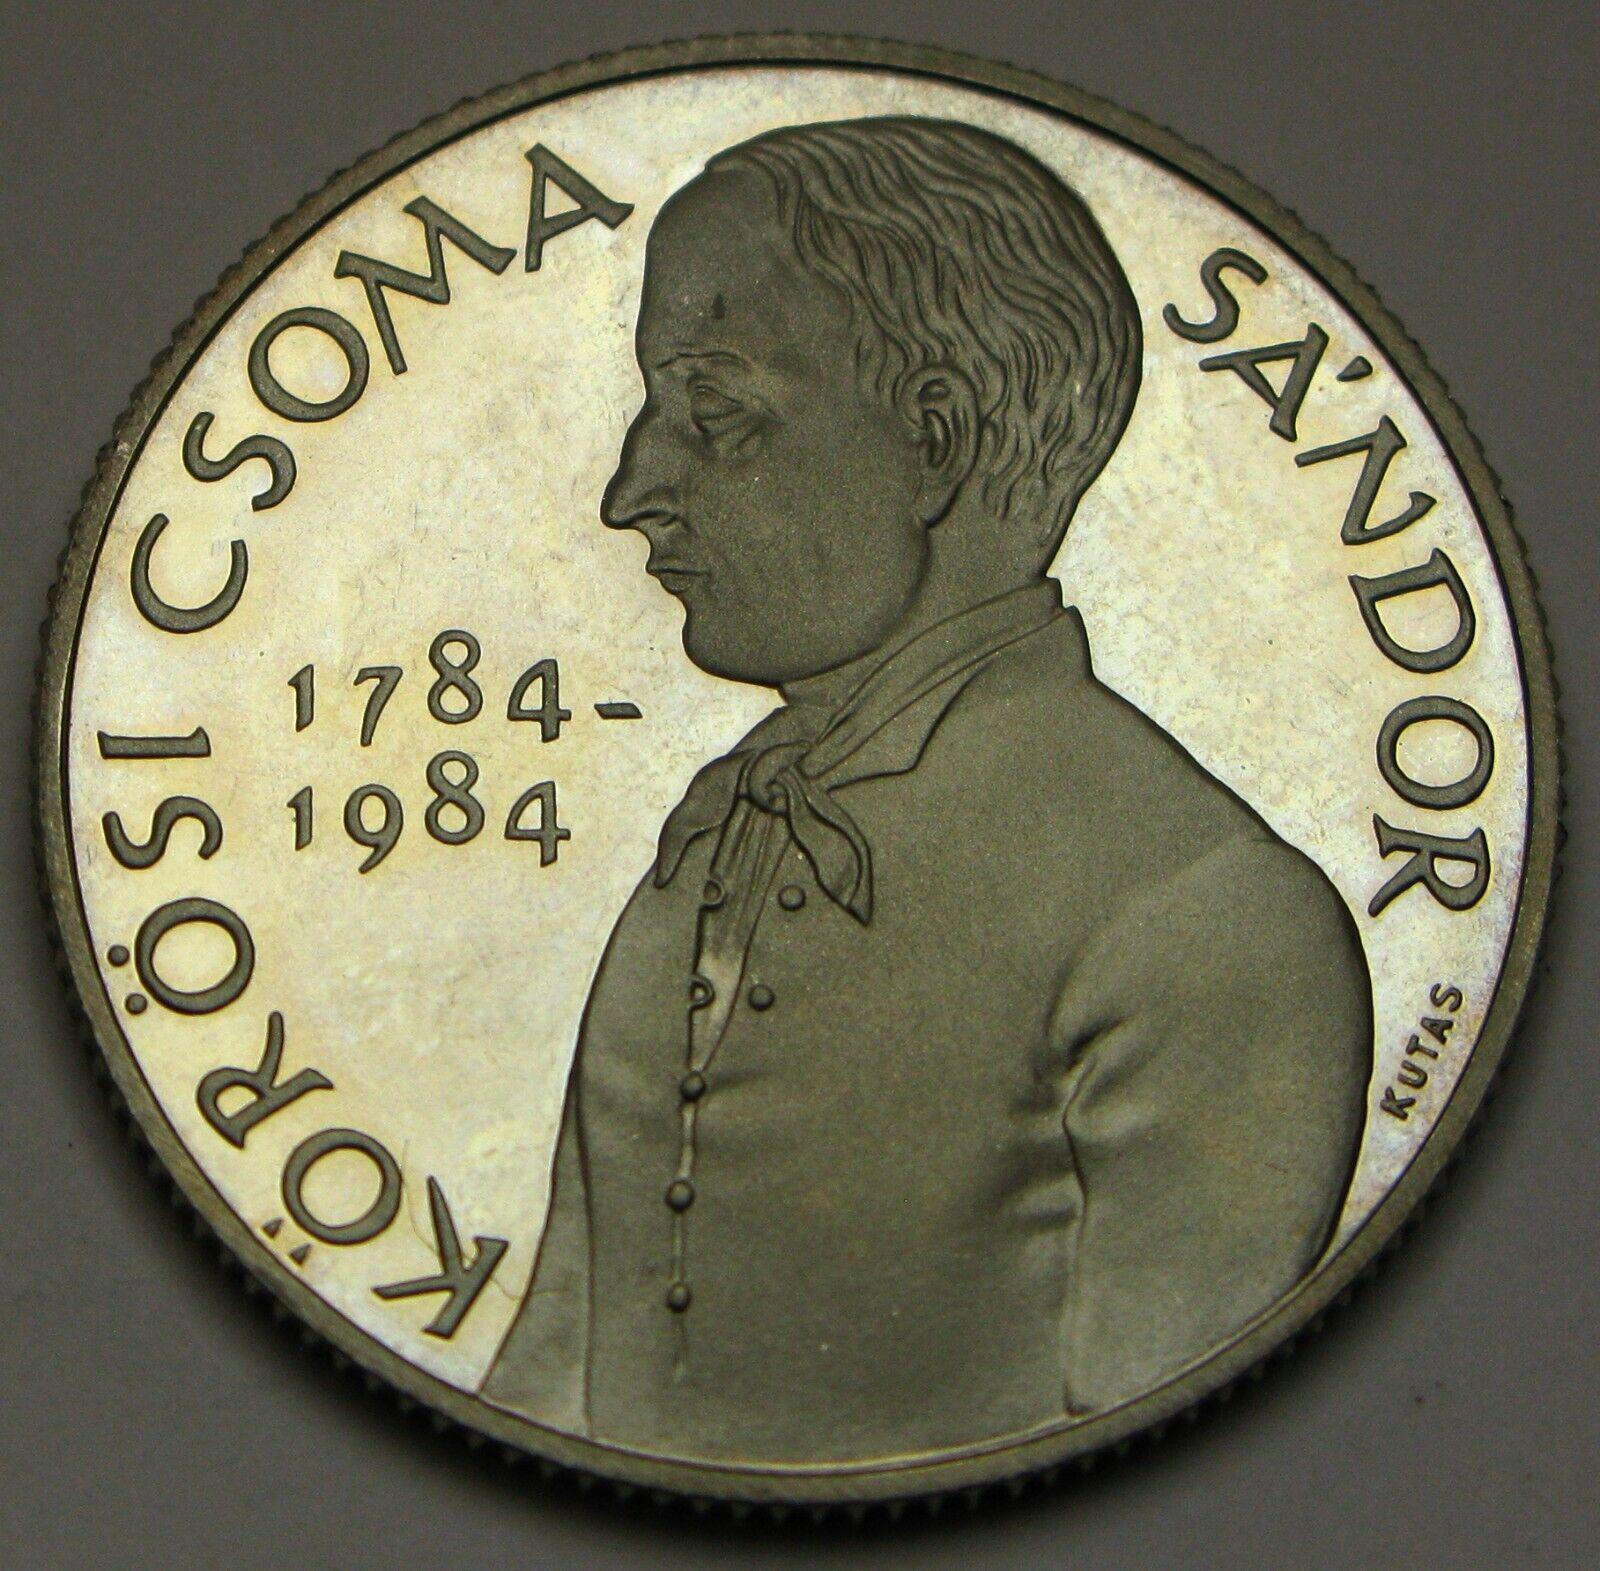 KŐRÖSI CSOMA SÁNDOR
1784-
1984
KUTAS